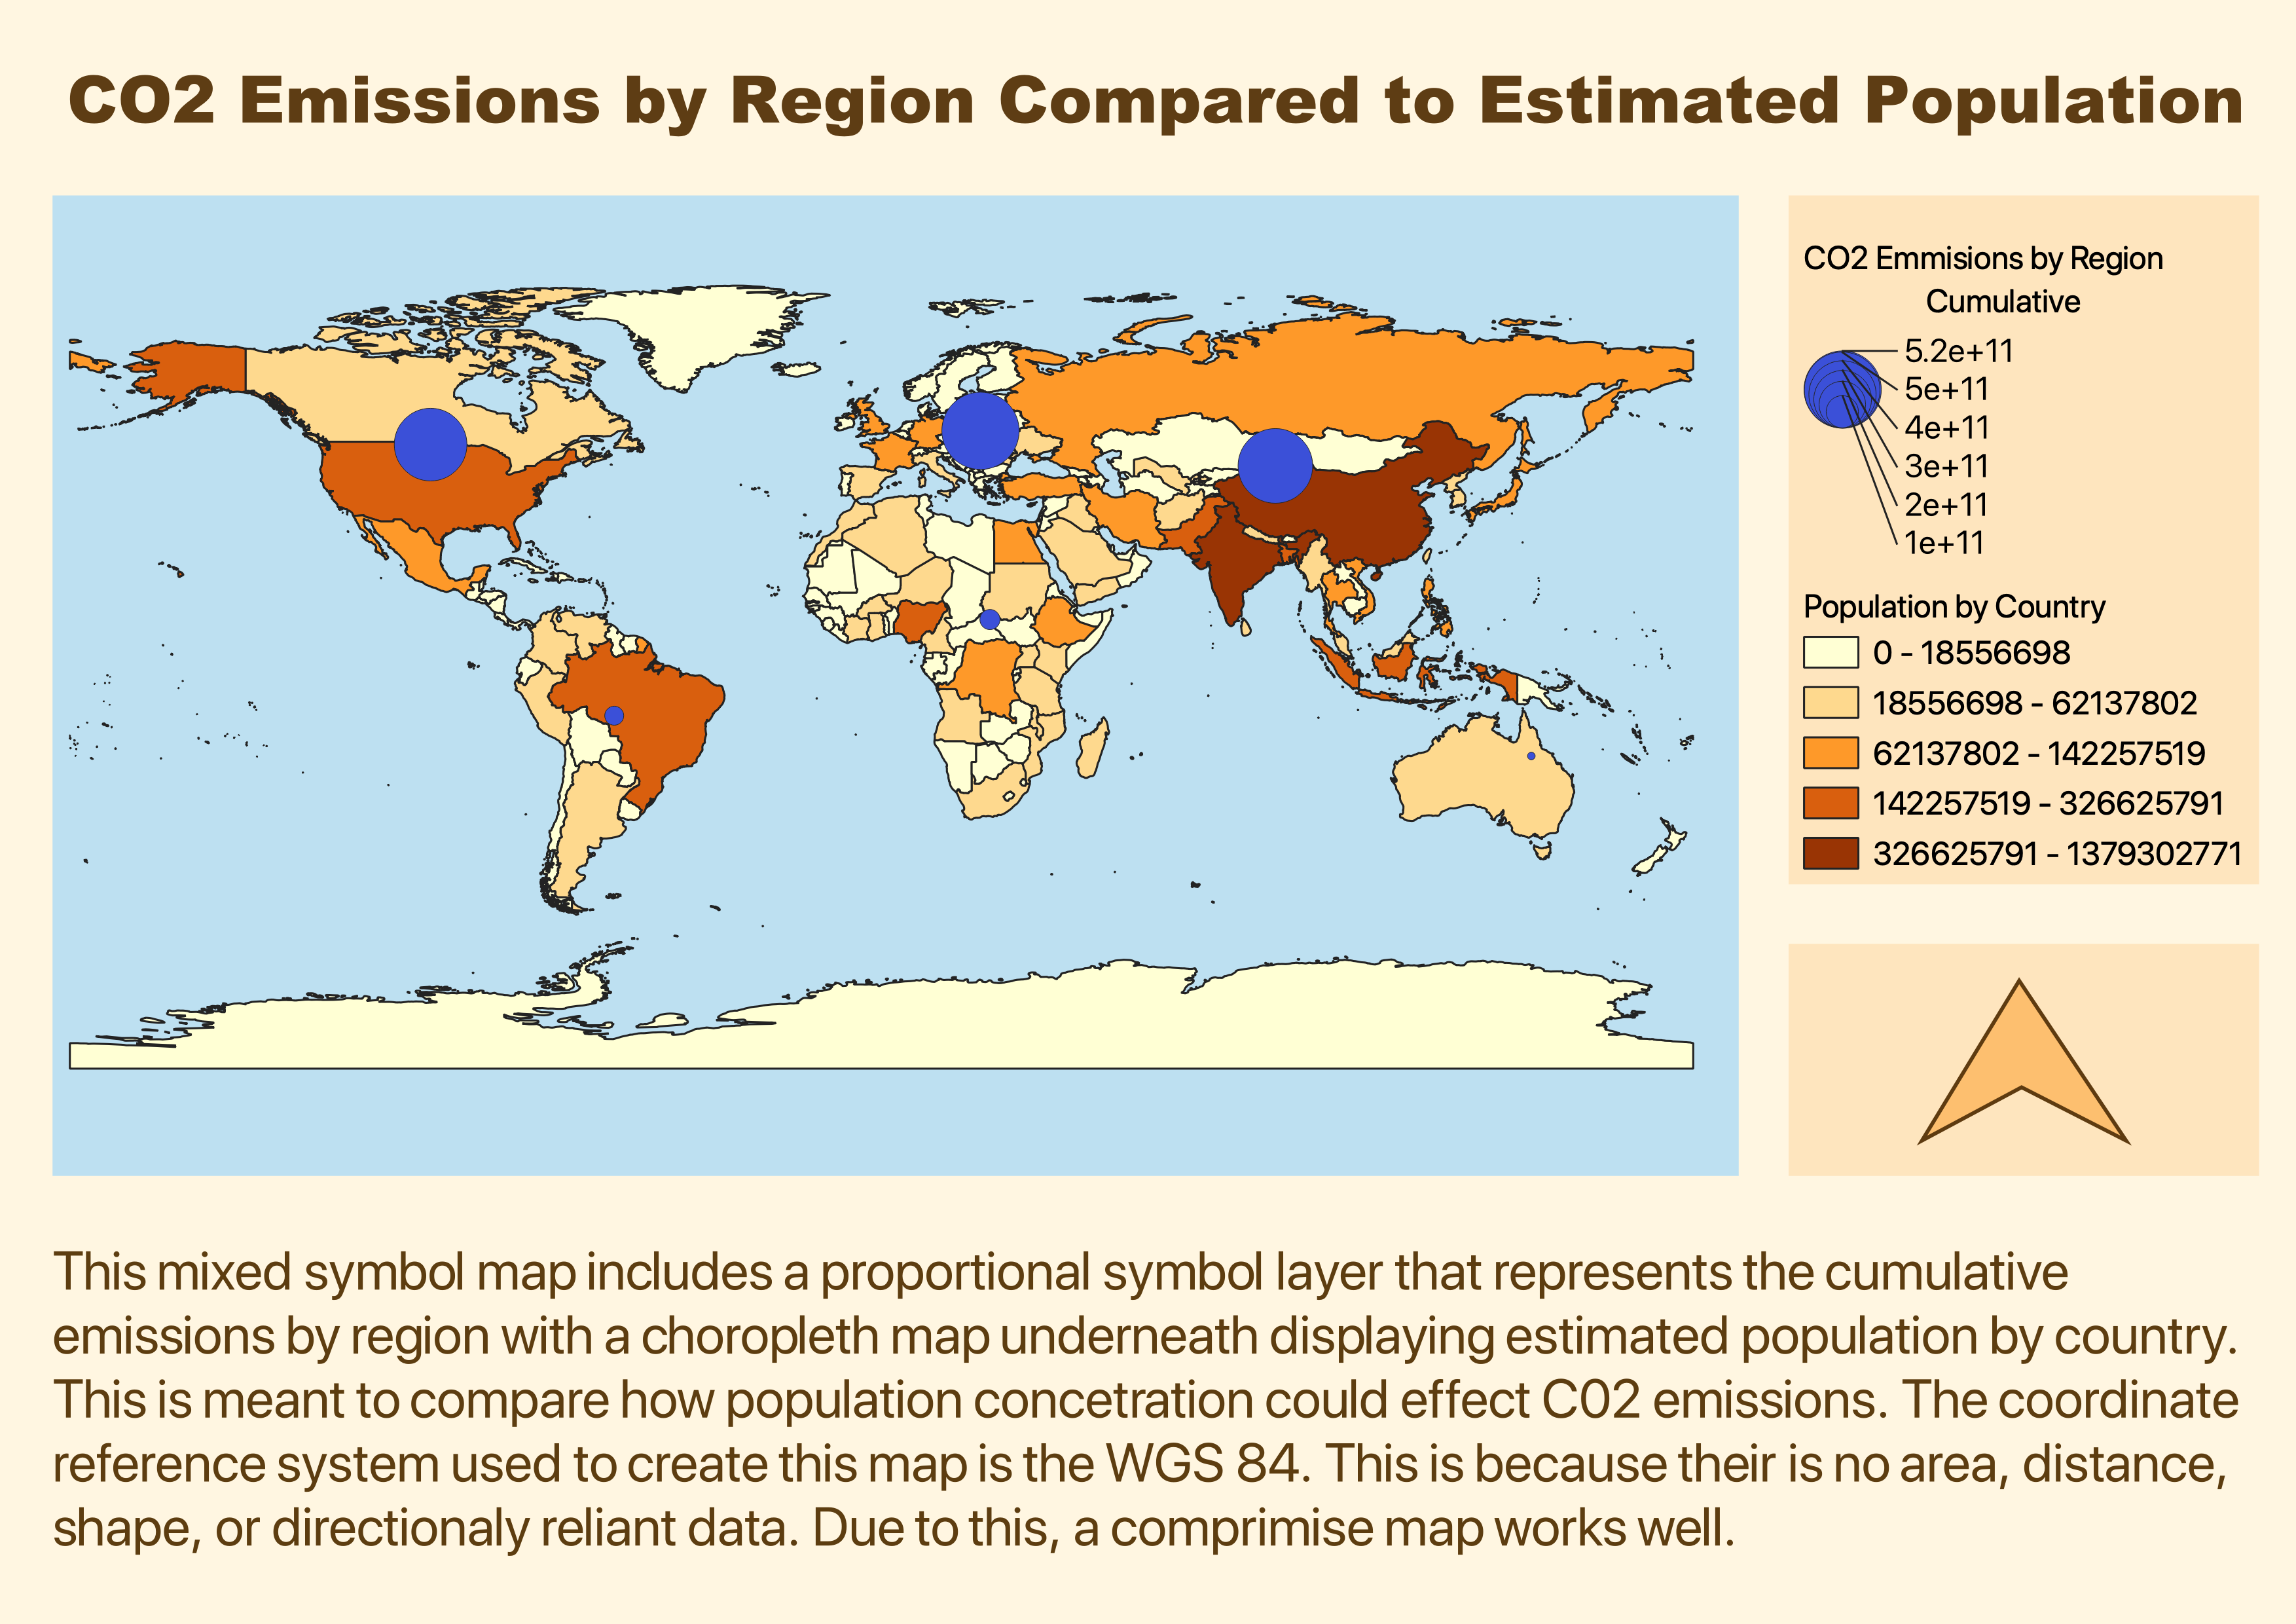 CO2 Emissions by Region Compared to Estimated Population
CO2 Emmisions by Region
Cumulative
5.2e+11
5e+11
4e+11
3e+11
2e+11
1e+11
Population by Country
0 - 18556698
18556698 - 62137802
62137802 - 142257519
142257519 - 326625791
326625791 - 1379302771
This mixed symbol map includes a proportional symbol layer that represents the cumulative
emissions by region with a choropleth map underneath displaying estimated population by country.
This is meant to compare how population concetration could effect C02 emissions. The coordinate
reference system used to create this map is the WGS 84. This is because their is no area, distance,
shape, or directionaly reliant data. Due to this, a comprimise map works well.